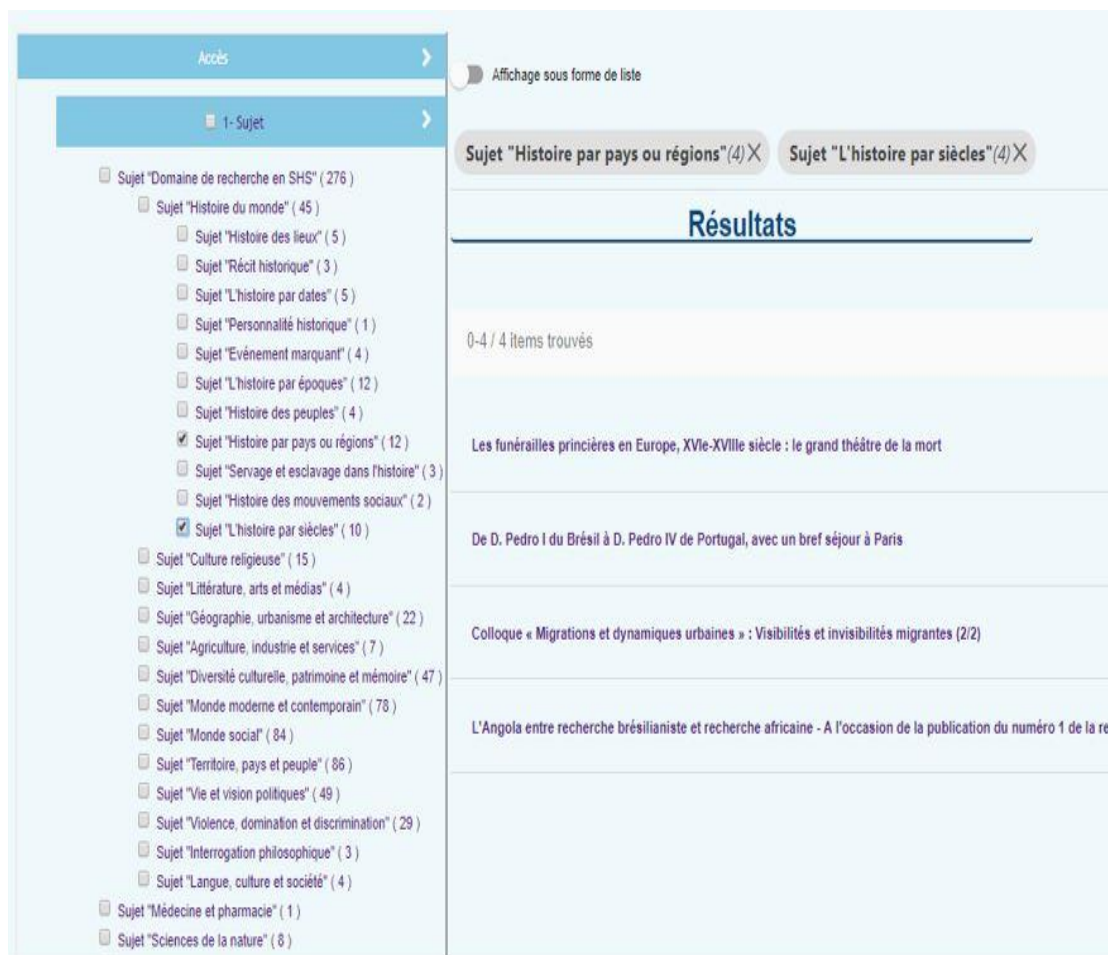 Accès
1- Sujet
Sujet "Domaine de recherche en SHS" ( 276 )
Sujet "Histoire du monde" ( 45 )
Sujet "Histoire des lieux" ( 5 )
Sujet "Récit historique" ( 3 )
Sujet "L'histoire par dates" ( 5 )
Sujet "Personnalité historique" ( 1 )
Sujet "Evénement marquant" ( 4 )
Sujet "L'histoire par époques" ( 12 )
Sujet "Histoire des peuples" ( 4 )
Sujet "Histoire par pays ou régions" ( 12 )
Sujet "Servage et esclavage dans l'histoire" ( 3 )
Sujet "Histoire des mouvements sociaux" ( 2 )
Sujet "L'histoire par siècles" ( 10 )
Sujet "Culture religieuse" ( 15 )
Sujet "Littérature, arts et médias" ( 4 )
Sujet "Géographie, urbanisme et architecture" ( 22 )
Sujet "Agriculture, industrie et services" ( 7 )
Sujet "Diversité culturelle, patrimoine et mémoire" ( 47 )
Sujet "Monde moderne et contemporain" ( 78 )
Sujet "Monde social" ( 84 )
Sujet "Territoire, pays et peuple" ( 86 )
Sujet "Vie et vision politiques" ( 49 )
Sujet "Violence, domination et discrimination" ( 29 )
Sujet "Interrogation philosophique" ( 3 )
Sujet "Langue, culture et société" ( 4 )
Sujet "Médecine et pharmacie" ( 1 )
Sujet "Sciences de la nature" ( 8 )
Affichage sous forme de liste
Sujet "Histoire par pays ou régions"(4)X Sujet "L'histoire par siècles"(4)X
Résultats
0-4 / 4 items trouvés
Les funérailles princières en Europe, XVIe-XVIIIe siècle : le grand théâtre de la mort
De D. Pedro I du Brésil à D. Pedro IV de Portugal, avec un bref séjour à Paris
Colloque « Migrations et dynamiques urbaines » : Visibilités et invisibilités migrantes (2/2)
L'Angola entre recherche brésilianiste et recherche africaine - A l'occasion de la publication du numéro 1 de la re